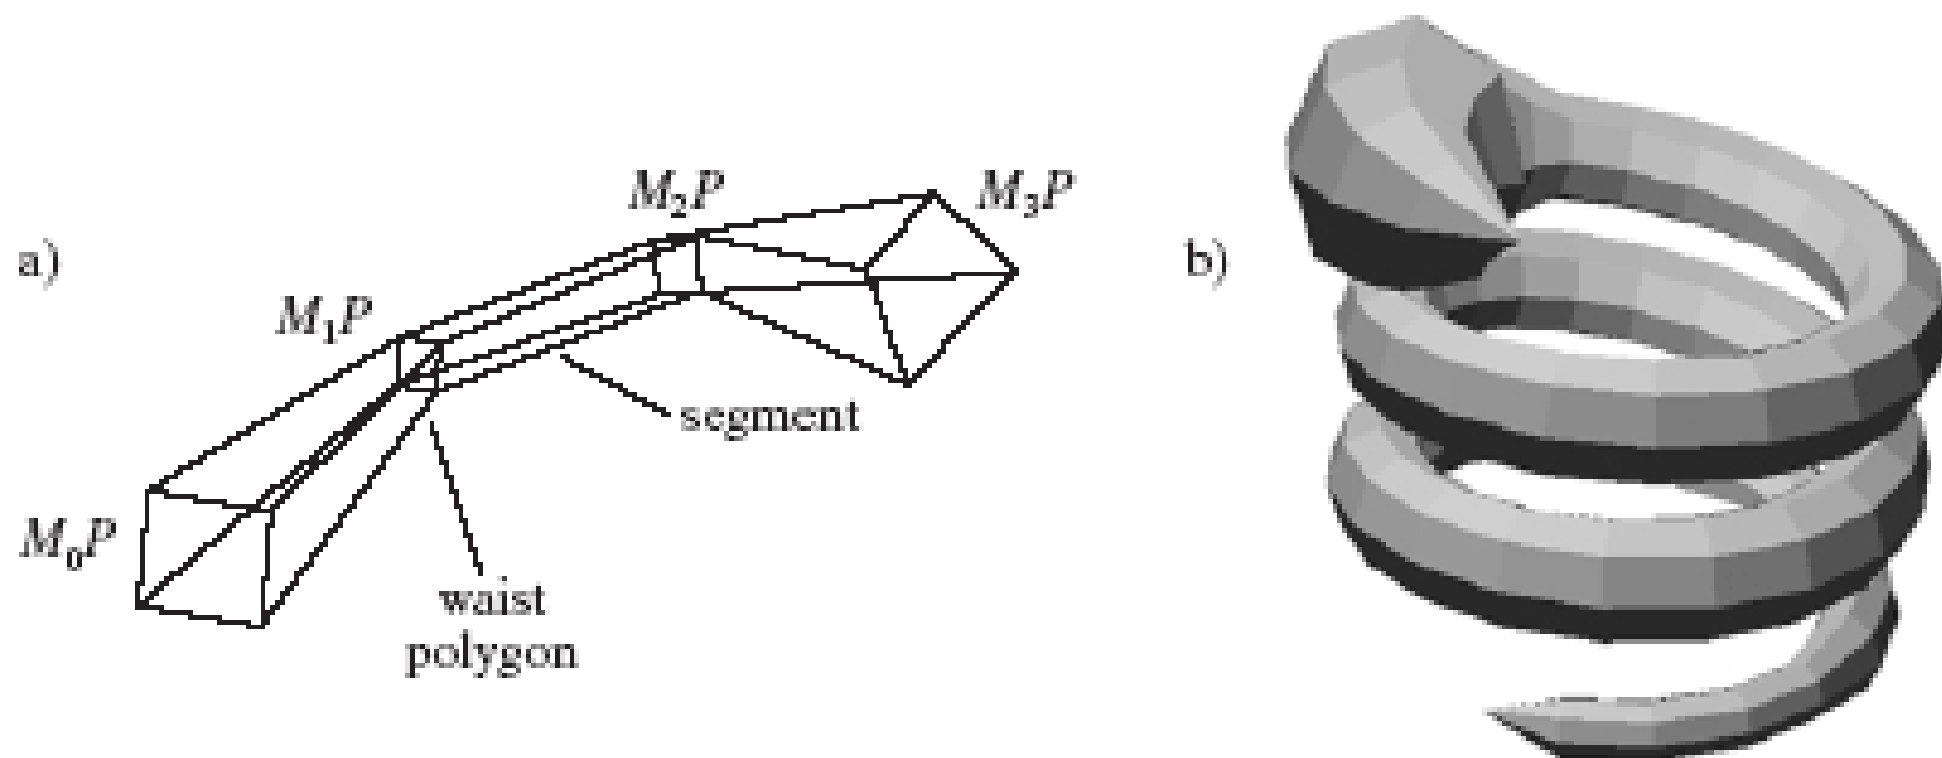 a)
M₀P
M₁P
M₂P
M₃P
segment
waist
polygon
b)